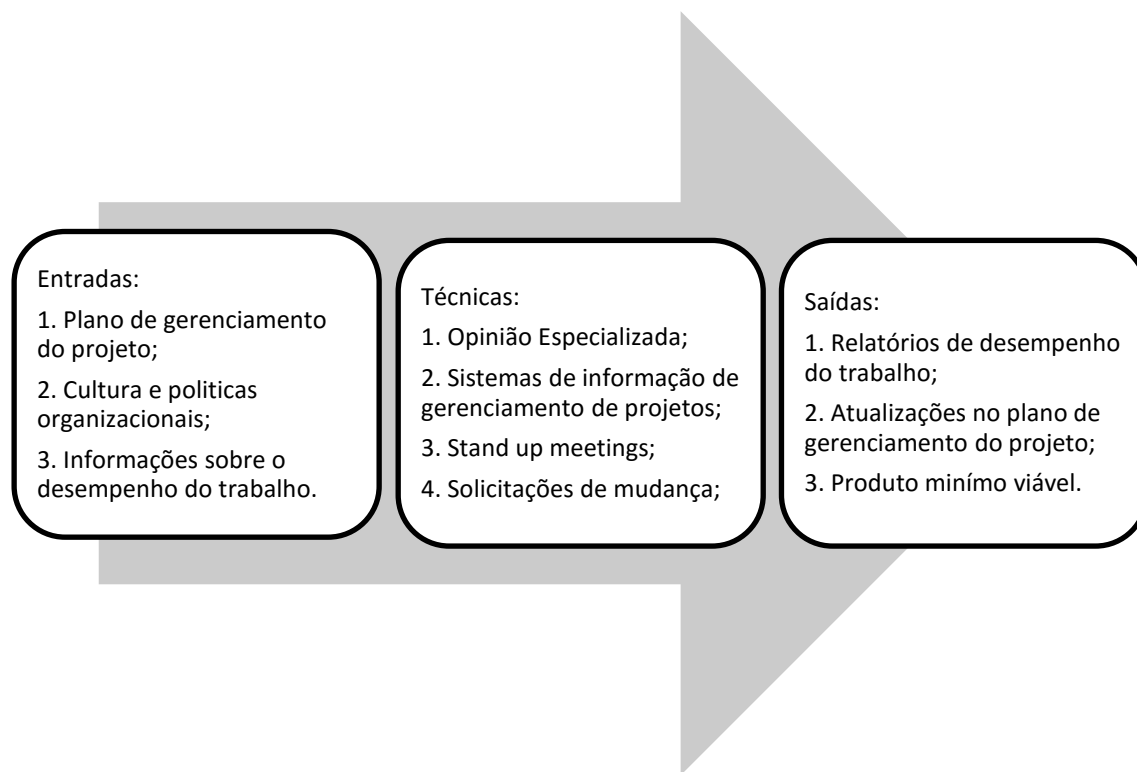 Entradas:
1. Plano de gerenciamento
do projeto;
2. Cultura e politicas
organizacionais;
3. Informações sobre o
desempenho do trabalho.
Técnicas:
1. Opinião Especializada;
2. Sistemas de informação de
gerenciamento de projetos;
3. Stand up meetings;
4. Solicitações de mudança;
Saídas:
1. Relatórios de desempenho
do trabalho;
2. Atualizações no plano de
gerenciamento do projeto;
3. Produto minímo viável.